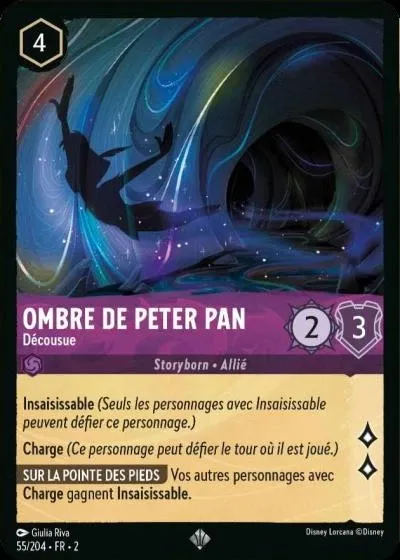 4
OMBRE DE PETER PAN
Décousue
2
3
Storyborn • Allié
Insaisissable (Seuls les personnages avec Insaisissable
peuvent défier ce personnage.)
Charge (Ce personnage peut défier le tour où il est joué.)
SUR LA POINTE DES PIEDS Vos autres personnages avec
Charge gagnent Insaisissable.
Giulia Riva
55/204 • FR • 2
Disney Lorcana ©Disney